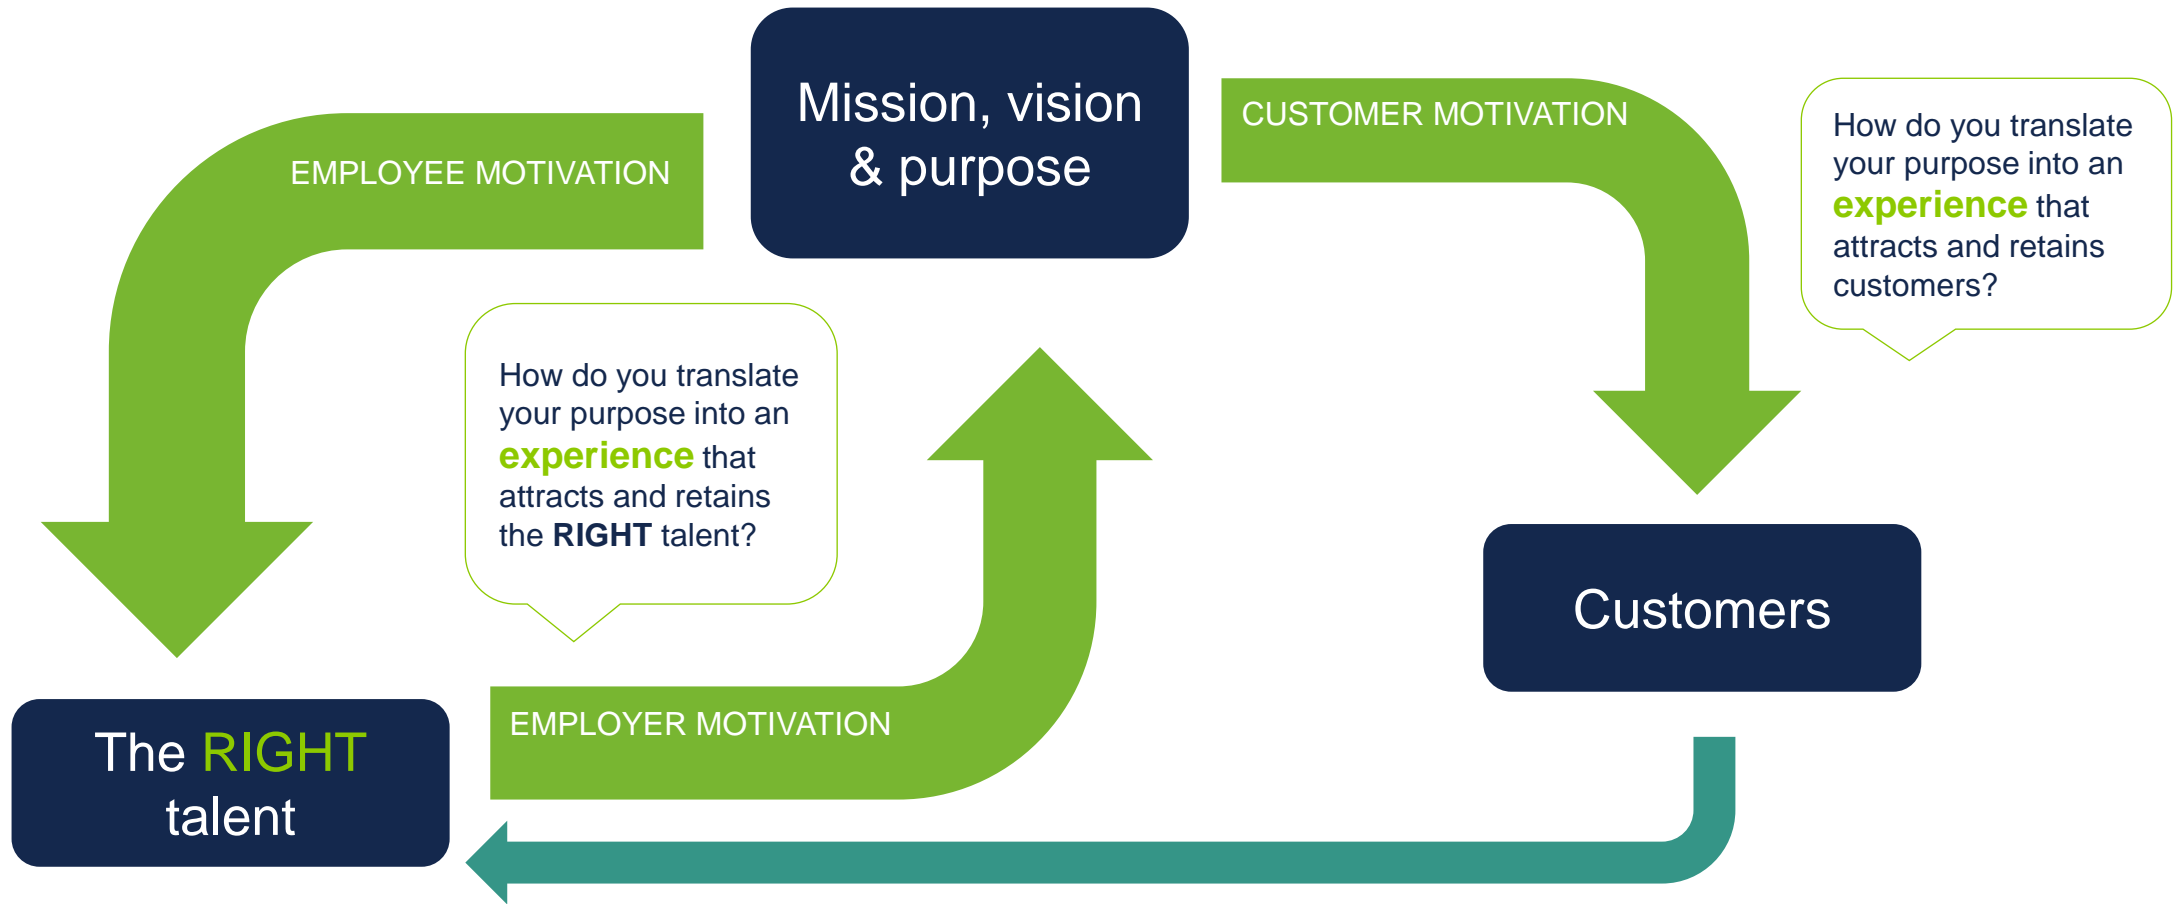 Mission, vision
& purpose
EMPLOYEE MOTIVATION
CUSTOMER MOTIVATION
How do you translate
your purpose into an
experience that
attracts and retains
customers?
How do you translate
your purpose into an
experience that
attracts and retains
the RIGHT talent?
Customers
EMPLOYER MOTIVATION
The RIGHT
talent